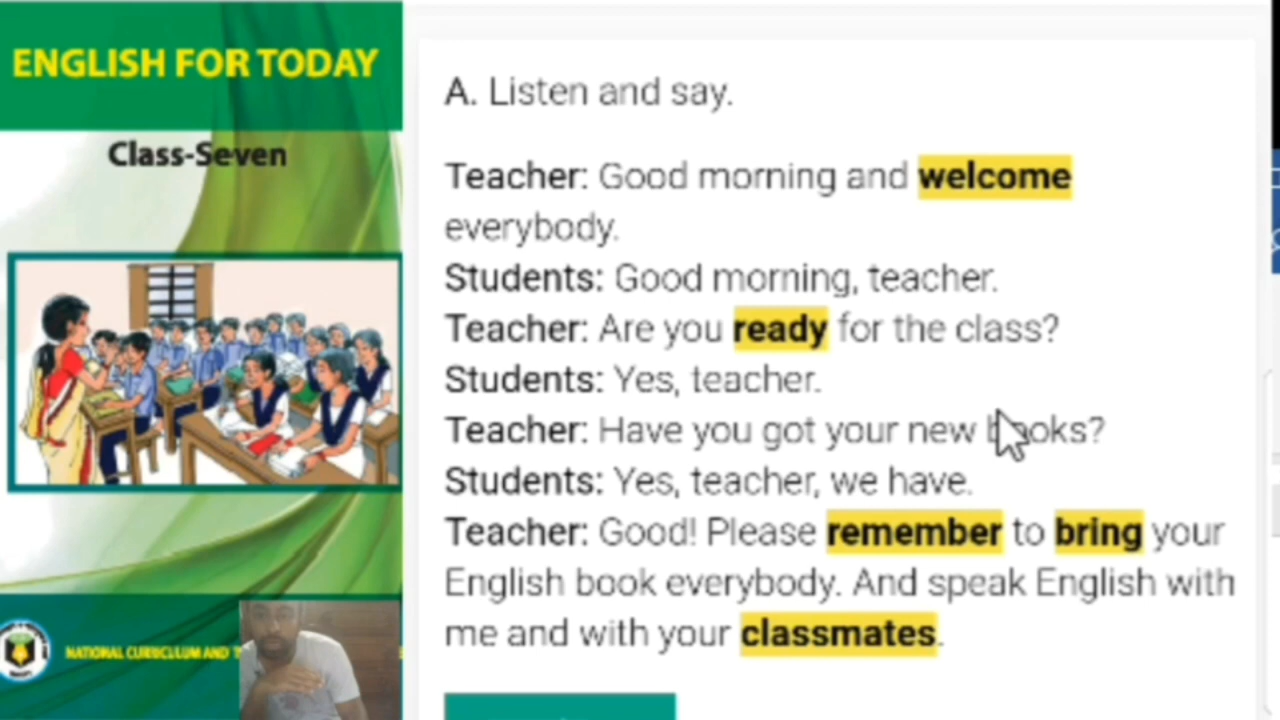 ENGLISH FOR TODAY
Class-Seven
NATIONAL CURRICULUM AND
A. Listen and say.
Teacher: Good morning and welcome
everybody.
Students: Good morning, teacher.
Teacher: Are you ready for the class?
Students: Yes, teacher.
Teacher: Have you got your new books?
Students: Yes, teacher, we have.
Teacher: Good! Please remember to bring your
English book everybody. And speak English with
me and with your classmates.